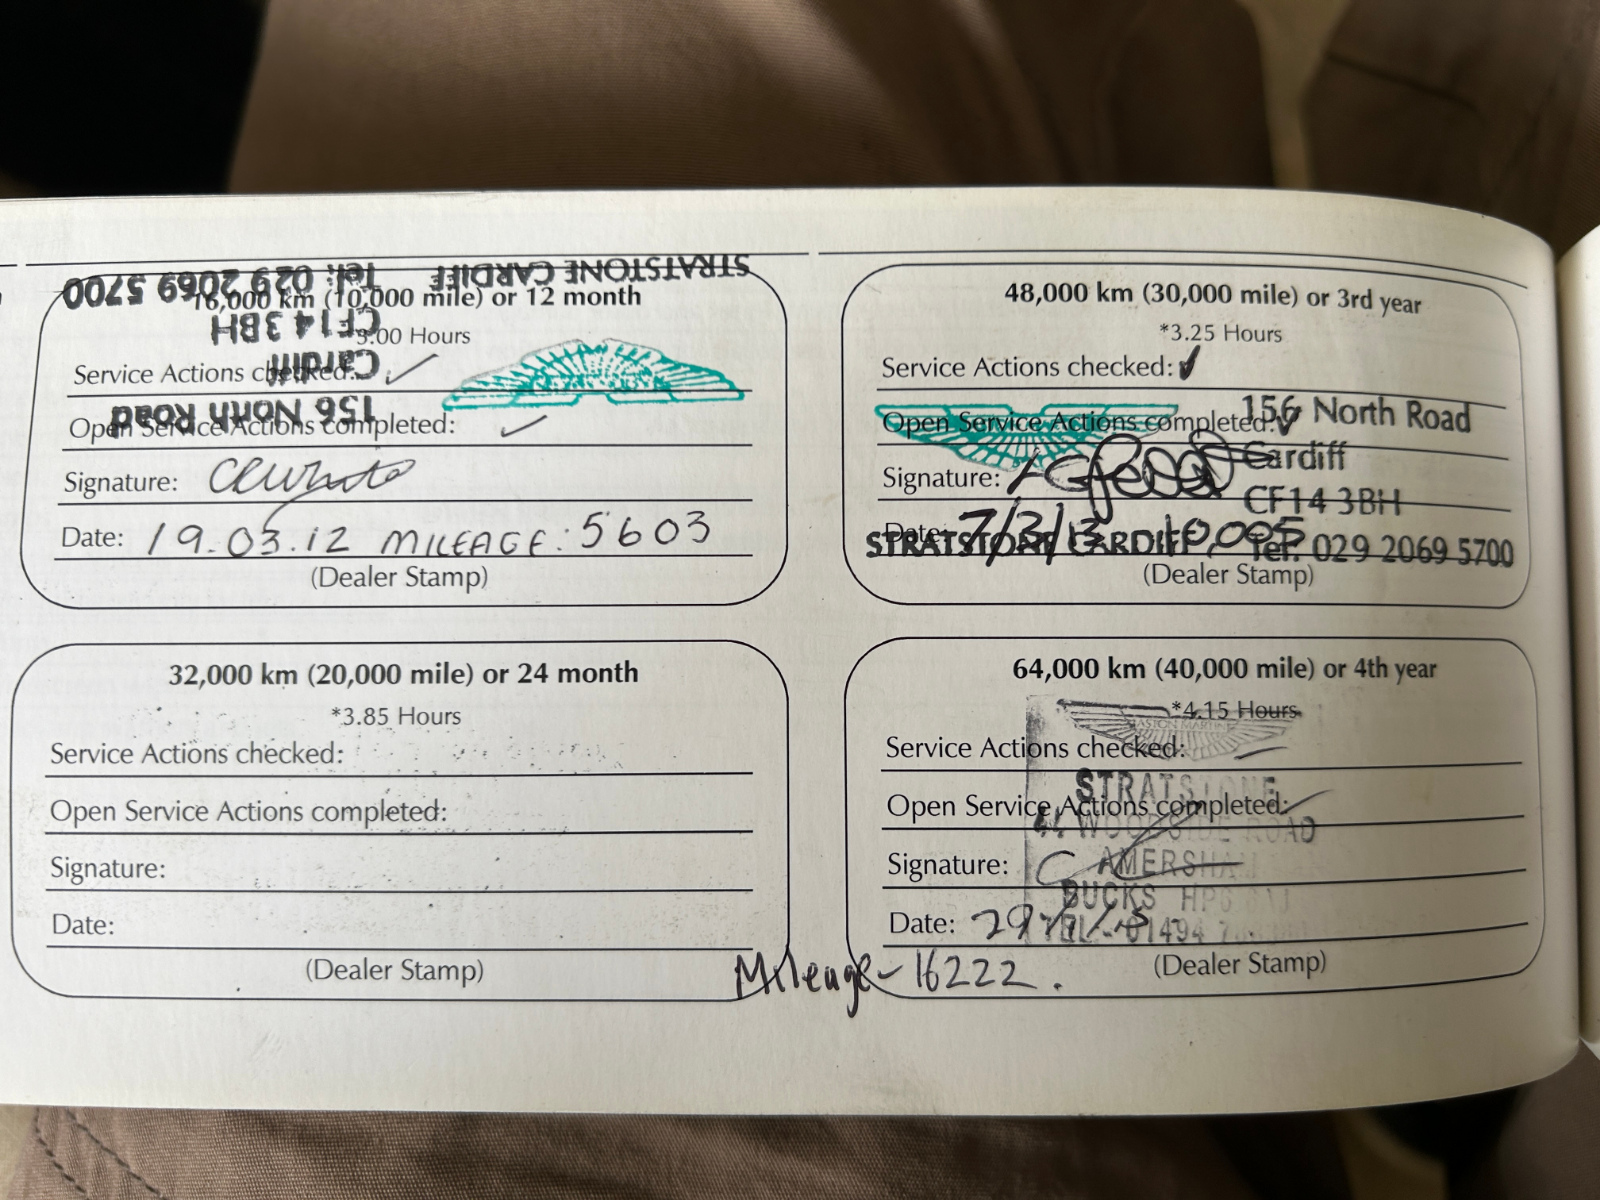 STRATSTONE CARDIFF Tel: 029 2069 5700
16,000 km (10,000 mile) or 12 month
CF14 3BH
3.00 Hours
Cardiff
Service Actions checked: ✓
156 North Road
Open Service Actions completed: ✓
Signature:
Date: 19.03.12 MILEAGE: 5603
(Dealer Stamp)
32,000 km (20,000 mile) or 24 month
*3.85 Hours
Service Actions checked:
Open Service Actions completed:
Signature:
Date:
(Dealer Stamp)
48,000 km (30,000 mile) or 3rd year
*3.25 Hours
Service Actions checked: ✓
Open Service Actions completed: ✓
156 North Road
Signature:
Cardiff
CF14 3BH
Date: 7/3/13 10,005
STRATSTONE CARDIFF Tel: 029 2069 5700
(Dealer Stamp)
64,000 km (40,000 mile) or 4th year
*4.15 Hours
ASTON MARTIN
Service Actions checked:
STRATSTONE
Open Service Actions completed:
WOODSIDE ROAD
Signature:
AMERSHAM
BUCKS HP6
Date:
TEL: 01494
(Dealer Stamp)
Mileage - 16222.